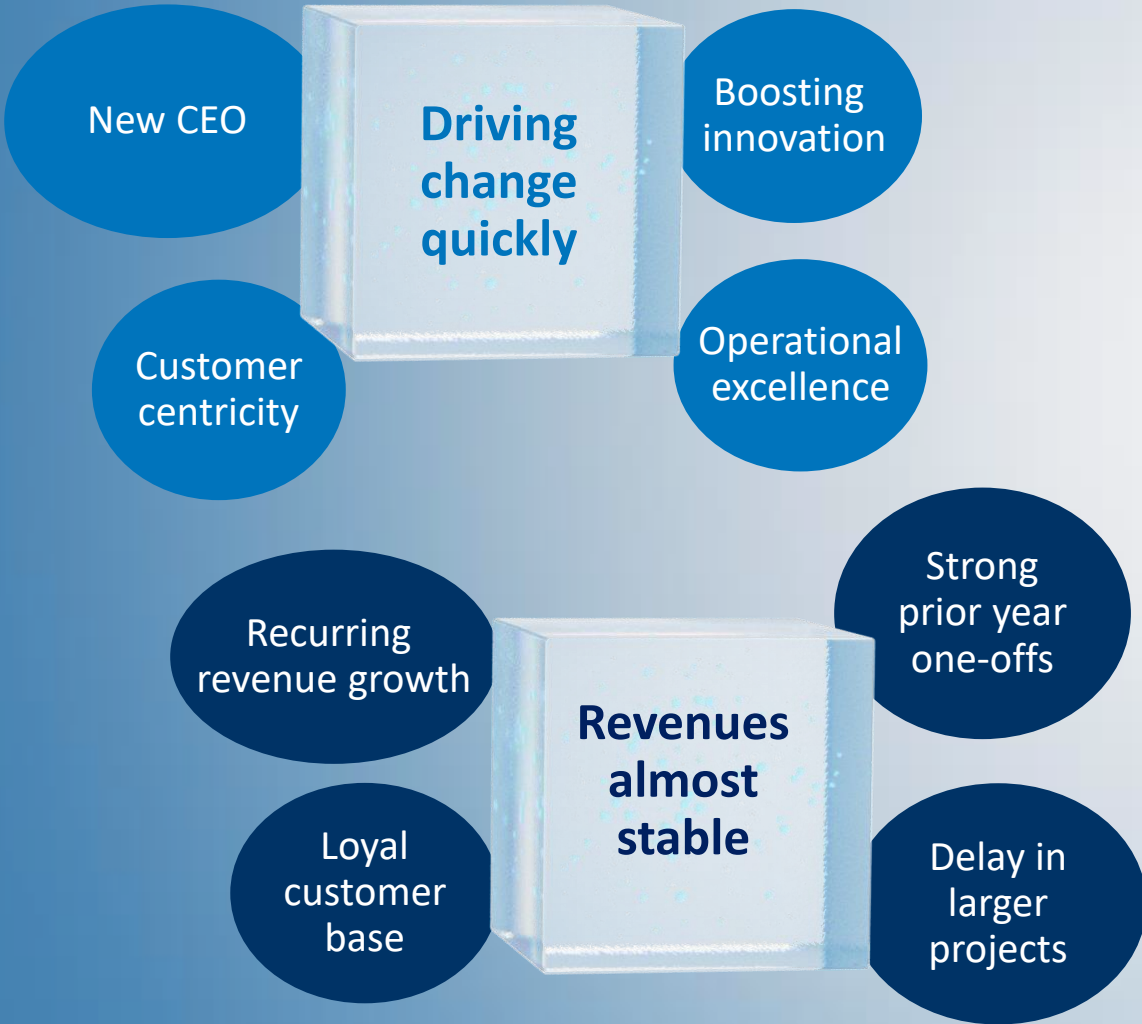 New CEO
Driving
change
quickly
Boosting
innovation
Customer
centricity
Operational
excellence
Recurring
revenue growth
Revenues
almost
stable
Strong
prior year
one-offs
Loyal
customer
base
Delay in
larger
projects